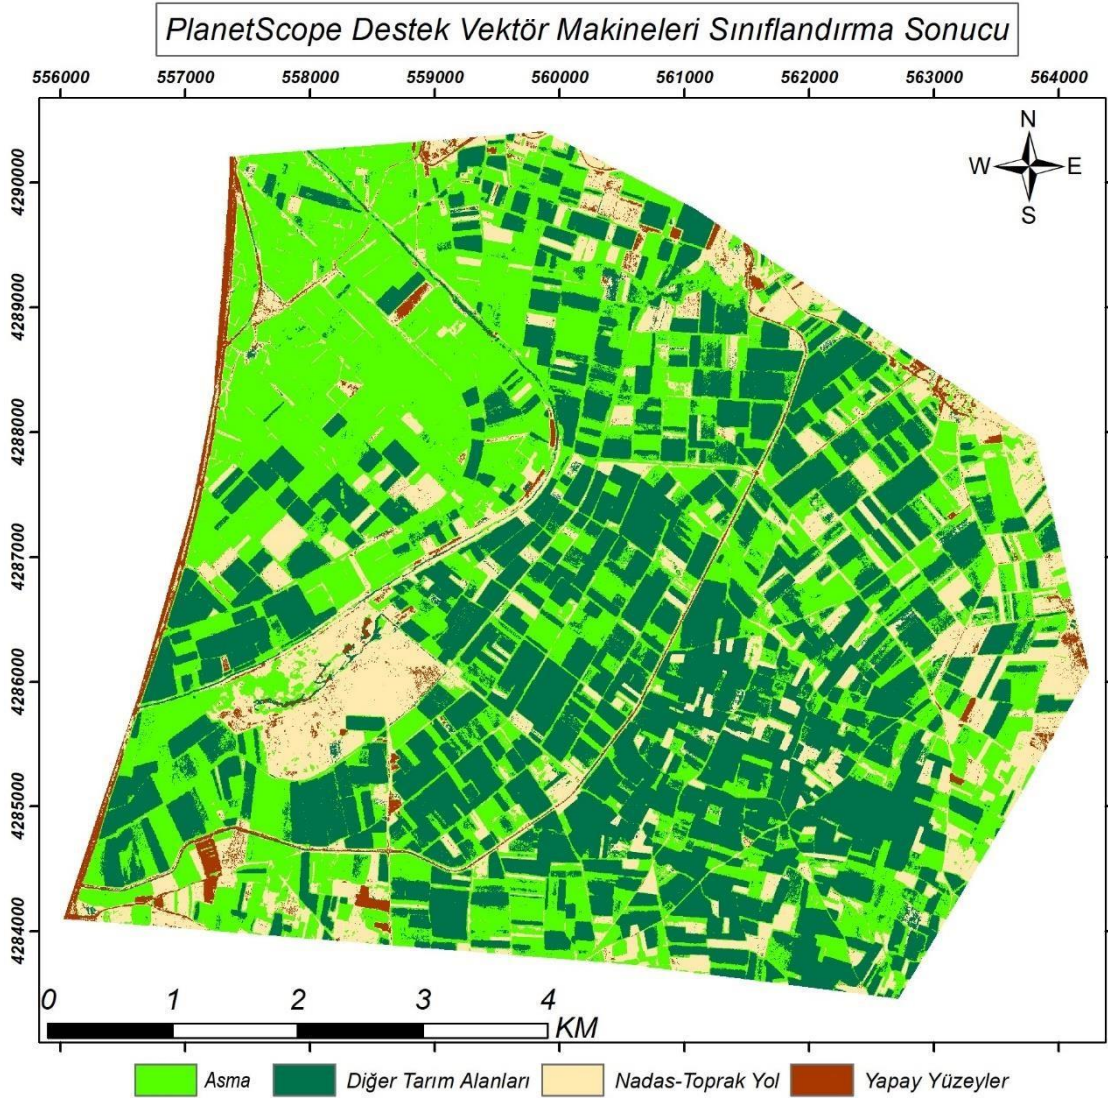 PlanetScope Destek Vektör Makineleri Sınıflandırma Sonucu
556000 557000 558000 559000 560000 561000 562000 563000 564000
N
W E
S
4290000
4289000
4288000
4287000
4286000
4285000
4284000
0 1 2 3 4
KM
Asma Diğer Tarım Alanları Nadas-Toprak Yol Yapay Yüzeyler